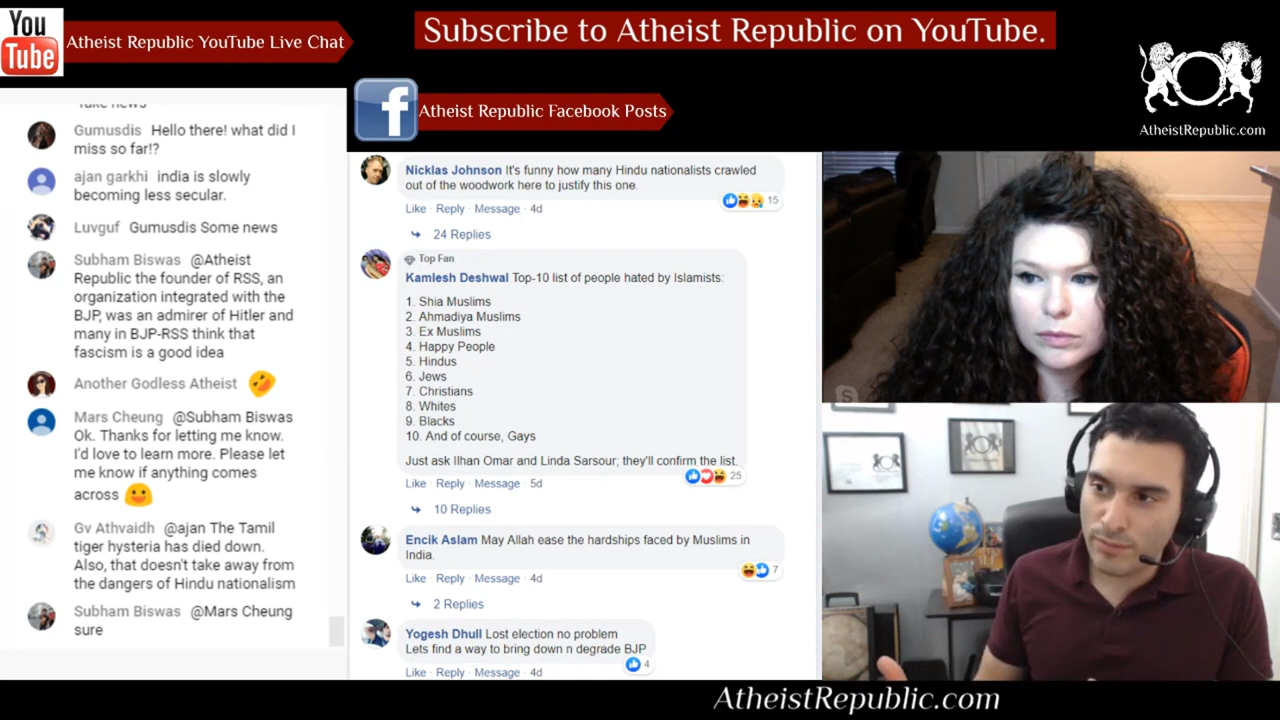 You
Tube
Atheist Republic YouTube Live Chat
Subscribe to Atheist Republic on YouTube.
AtheistRepublic.com
f
Atheist Republic Facebook Posts
Gumusdis Hello there! what did I
miss so far!?
ajan garkhi india is slowly
becoming less secular.
Luvguf Gumusdis Some news
Subham Biswas @Atheist
Republic the founder of RSS, an
organization integrated with the
BJP, was an admirer of Hitler and
many in BJP-RSS think that
fascism is a good idea
Another Godless Atheist 🤣
Mars Cheung @Subham Biswas
Ok. Thanks for letting me know.
I'd love to learn more. Please let
me know if anything comes
across 🙂
Gv Athvaidh @ajan The Tamil
tiger hysteria has died down.
Also, that doesn't take away from
the dangers of Hindu nationalism
Subham Biswas @Mars Cheung
sure
Nicklas Johnson It's funny how many Hindu nationalists crawled
out of the woodwork here to justify this one.
15
Like · Reply · Message · 4d
24 Replies
Top Fan
Kamlesh Deshwal Top-10 list of people hated by Islamists:
1. Shia Muslims
2. Ahmadiya Muslims
3. Ex Muslims
4. Happy People
5. Hindus
6. Jews
7. Christians
8. Whites
9. Blacks
10. And of course, Gays
Just ask Ilhan Omar and Linda Sarsour; they'll confirm the list.
25
Like · Reply · Message · 5d
10 Replies
Encik Aslam May Allah ease the hardships faced by Muslims in
India.
7
Like · Reply · Message · 4d
2 Replies
Yogesh Dhull Lost election no problem
Lets find a way to bring down n degrade BJP
4
Like · Reply · Message · 4d
AtheistRepublic.com